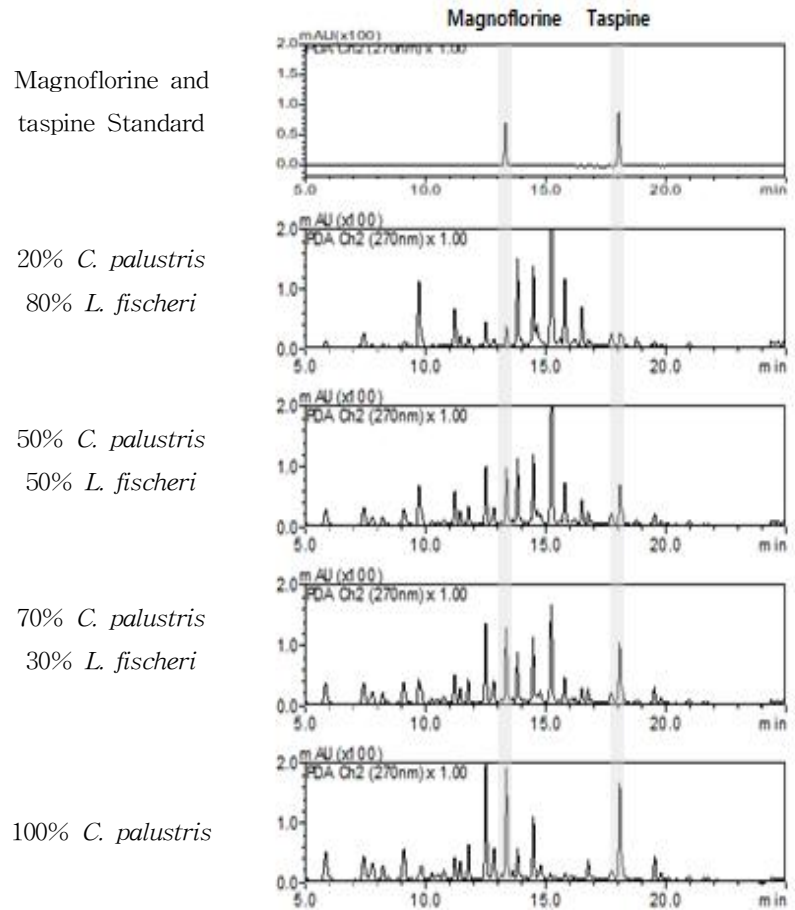 Magnoflorine Taspine
Magnoflorine and
taspine Standard
mAU(x100)
PDA Ch2 (270nm) x 1.00
2.0
1.5
1.0
0.5
0.0
5.0 10.0 15.0 20.0 min
20% C. palustris
80% L. fischeri
mAU (x100)
PDA Ch2 (270nm) x 1.00
2.0
1.0
0.0
5.0 10.0 15.0 20.0 min
50% C. palustris
50% L. fischeri
mAU (x100)
PDA Ch2 (270nm) x 1.00
2.0
1.0
0.0
5.0 10.0 15.0 20.0 min
70% C. palustris
30% L. fischeri
mAU (x100)
PDA Ch2 (270nm) x 1.00
2.0
1.0
0.0
5.0 10.0 15.0 20.0 min
100% C. palustris
mAU (x100)
PDA Ch2 (270nm) x 1.00
2.0
1.0
0.0
5.0 10.0 15.0 20.0 min